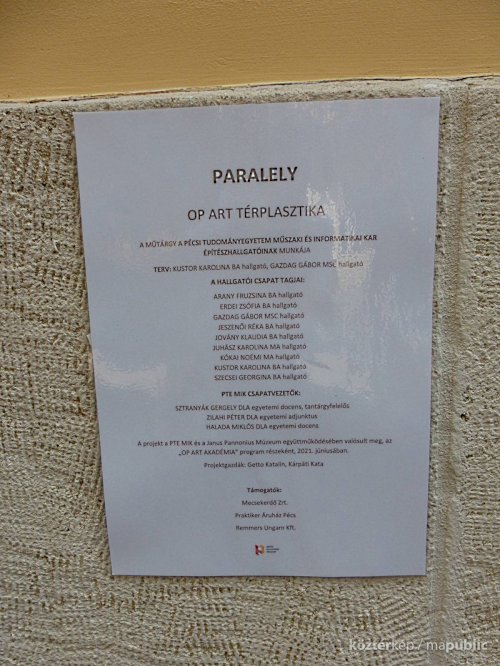 PARALELY
OP ART TÉRPLASZTIKA
A MŰTÁRGY A PÉCSI TUDOMÁNYEGYETEM MŰSZAKI ÉS INFORMATIKAI KAR
ÉPÍTÉSZHALLGATÓINAK MUNKÁJA
TERV: KUSTOR KAROLINA BA hallgató, GAZDAG GÁBOR MSC hallgató
A HALLGATÓI CSAPAT TAGJAI:
ARANY FRUZSINA BA hallgató
ERDEI ZSÓFIA BA hallgató
GAZDAG GÁBOR MSC hallgató
JESZENŐI RÉKA BA hallgató
JOVÁNY KLAUDIA BA hallgató
JUHÁSZ KAROLINA MA hallgató
KÓKAI NOÉMI MA hallgató
KUSTOR KAROLINA BA hallgató
SZECSEI GEORGINA BA hallgató
PTE MIK CSAPATVEZETŐK:
SZTRANYÁK GERGELY DLA egyetemi docens, tantárgyfelelős
ZILAHI PÉTER DLA egyetemi adjunktus
HALADA MIKLÓS DLA egyetemi docens
A projekt a PTE MIK és a Janus Pannonius Múzeum együttműködésében valósult meg, az
„OP ART AKADÉMIA" program részeként, 2021. júniusában.
Projektgazdák: Getto Katalin, Kárpáti Kata
Támogatók:
Mecsekerdő Zrt.
Praktiker Áruház Pécs
Remmers Ungarn Kft.
köztérkép / mapublic